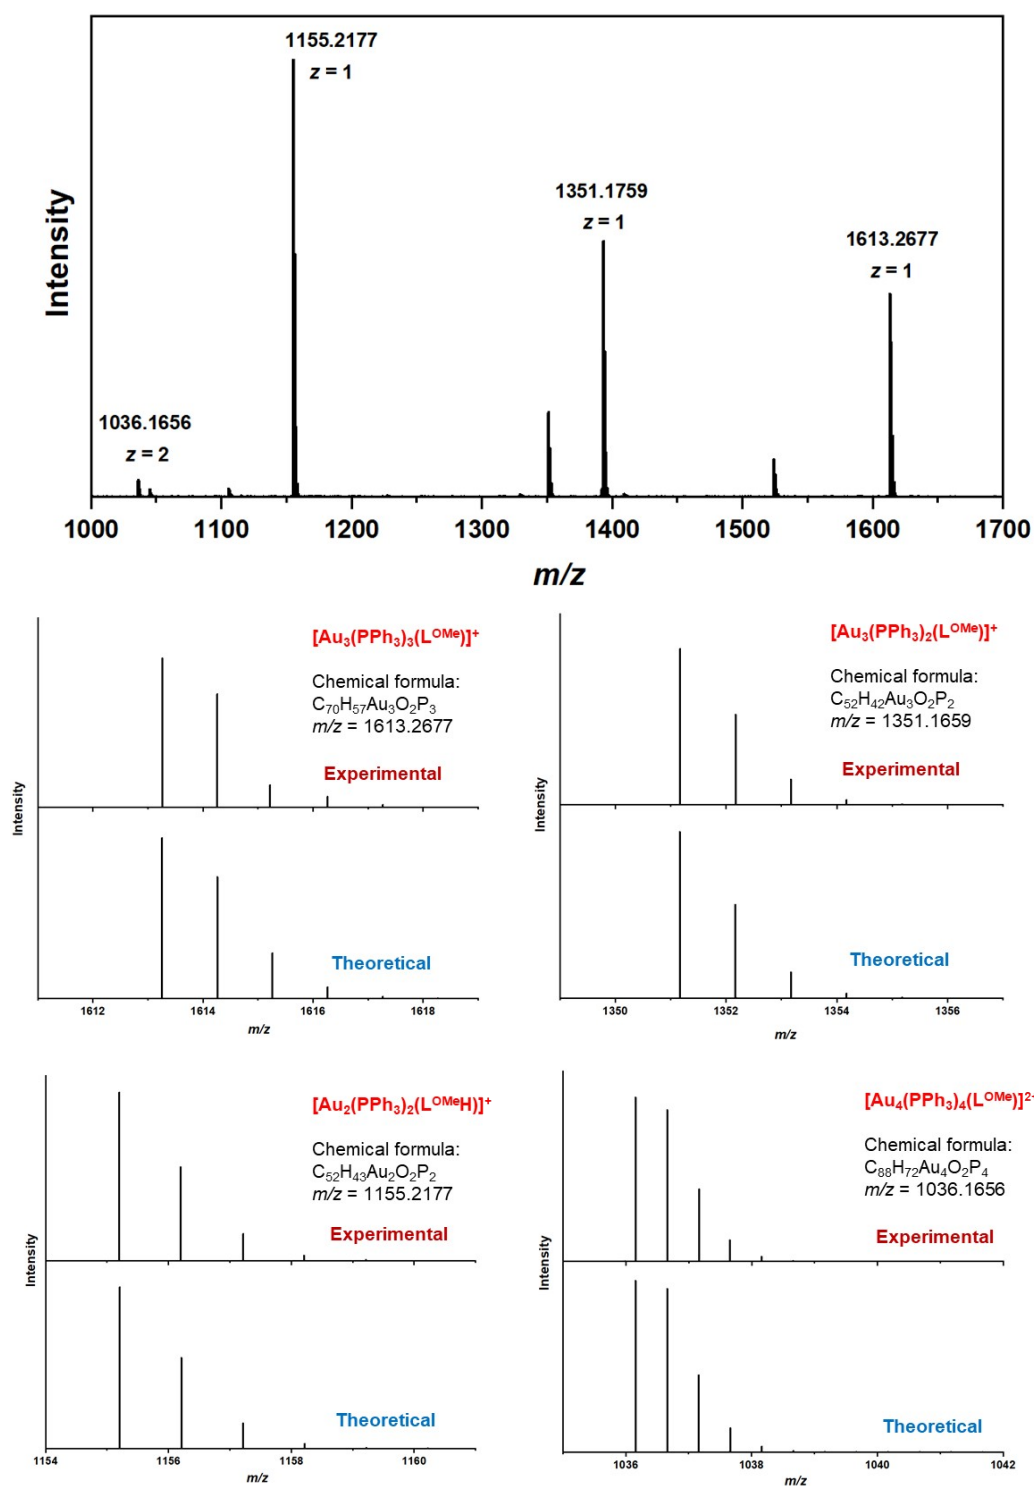 1155.2177
z = 1
1351.1759
z = 1
1613.2677
z = 1
1036.1656
z = 2
Intensity
1000 1100 1200 1300 1400 1500 1600 1700
m/z
[Au₃(PPh₃)₃(Lᴼᴹᵉ)]⁺
Chemical formula:
C₇₀H₅₇Au₃O₂P₃
m/z = 1613.2677
Experimental
Intensity
Theoretical
1612 1614 1616 1618
m/z
[Au₃(PPh₃)₂(Lᴼᴹᵉ)]⁺
Chemical formula:
C₅₂H₄₂Au₃O₂P₂
m/z = 1351.1659
Experimental
Intensity
Theoretical
1350 1352 1354 1356
m/z
[Au₂(PPh₃)₂(Lᴼᴹᵉᴴ)]⁺
Chemical formula:
C₅₂H₄₃Au₂O₂P₂
m/z = 1155.2177
Experimental
Intensity
Theoretical
1154 1156 1158 1160
m/z
[Au₄(PPh₃)₄(Lᴼᴹᵉ)]²⁺
Chemical formula:
C₈₈H₇₂Au₄O₂P₄
m/z = 1036.1656
Experimental
Intensity
Theoretical
1036 1038 1040 1042
m/z